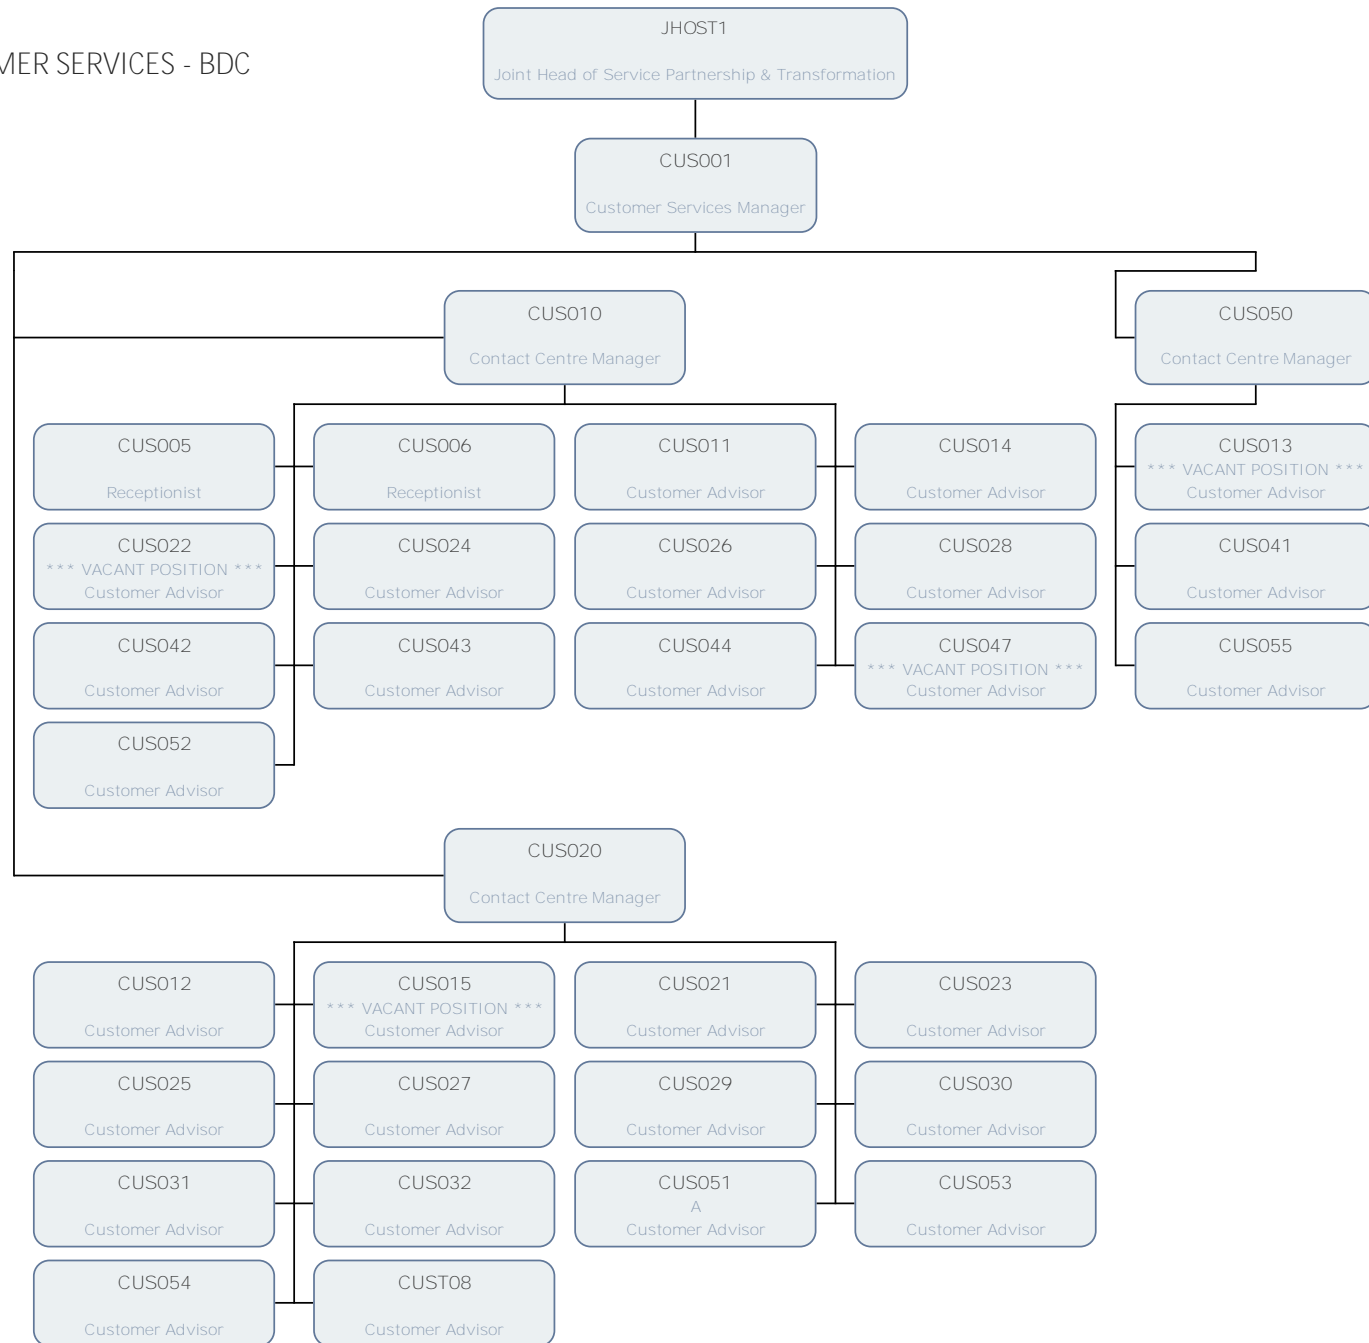 JHOST1
Joint Head of Service Partnership & Transformation
MER SERVICES - BDC
CUS001
Customer Services Manager
CUS010
Contact Centre Manager
CUS050
Contact Centre Manager
CUS005
Receptionist
CUS006
Receptionist
CUS011
Customer Advisor
CUS014
Customer Advisor
CUS013
*** VACANT POSITION ***
Customer Advisor
CUS022
*** VACANT POSITION ***
Customer Advisor
CUS024
Customer Advisor
CUS026
Customer Advisor
CUS028
Customer Advisor
CUS041
Customer Advisor
CUS042
Customer Advisor
CUS043
Customer Advisor
CUS044
Customer Advisor
CUS047
*** VACANT POSITION ***
Customer Advisor
CUS055
Customer Advisor
CUS052
Customer Advisor
CUS020
Contact Centre Manager
CUS012
Customer Advisor
CUS015
*** VACANT POSITION ***
Customer Advisor
CUS021
Customer Advisor
CUS023
Customer Advisor
CUS025
Customer Advisor
CUS027
Customer Advisor
CUS029
Customer Advisor
CUS030
Customer Advisor
CUS031
Customer Advisor
CUS032
Customer Advisor
CUS051
A
Customer Advisor
CUS053
Customer Advisor
CUS054
Customer Advisor
CUST08
Customer Advisor